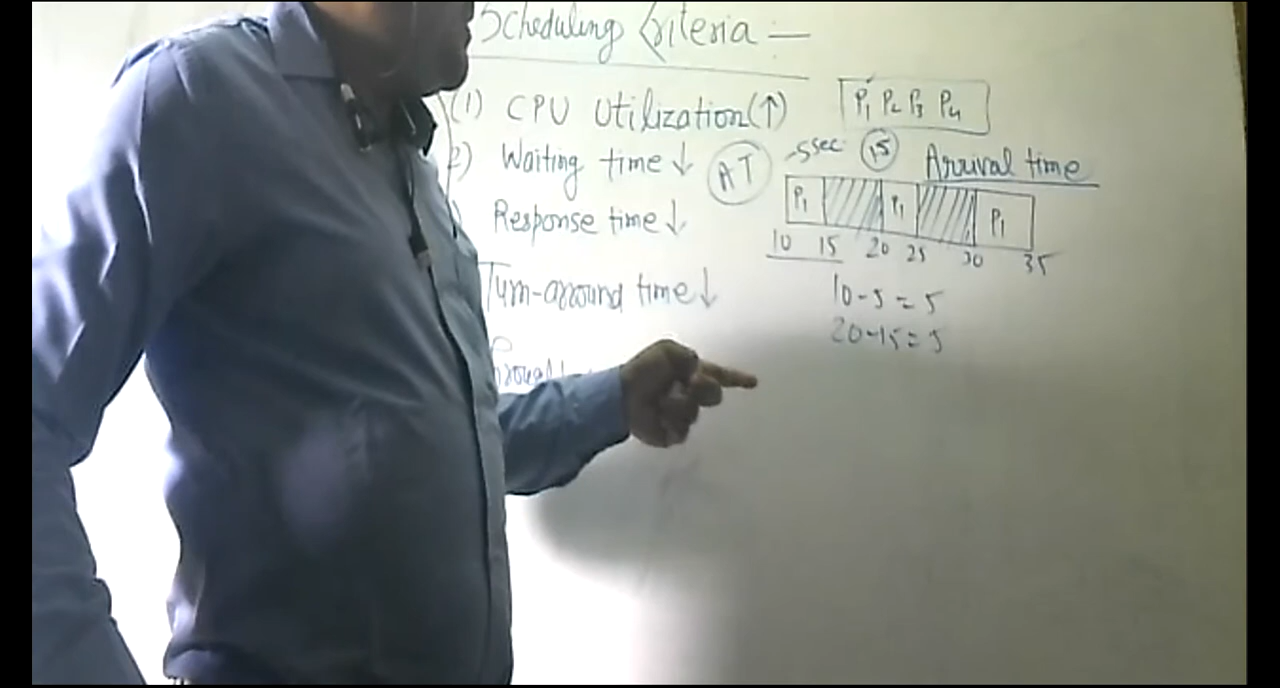 Scheduling Criteria —
(1) CPU Utilization (↑)
2) Waiting time ↓
) Response time ↓
Turn-arround time ↓
P1 P2 P3 P4
AT
5sec 15 Arrival time
P1 P1 P1
10 15 20 25 30 35
10-5 = 5
20-15 = 5